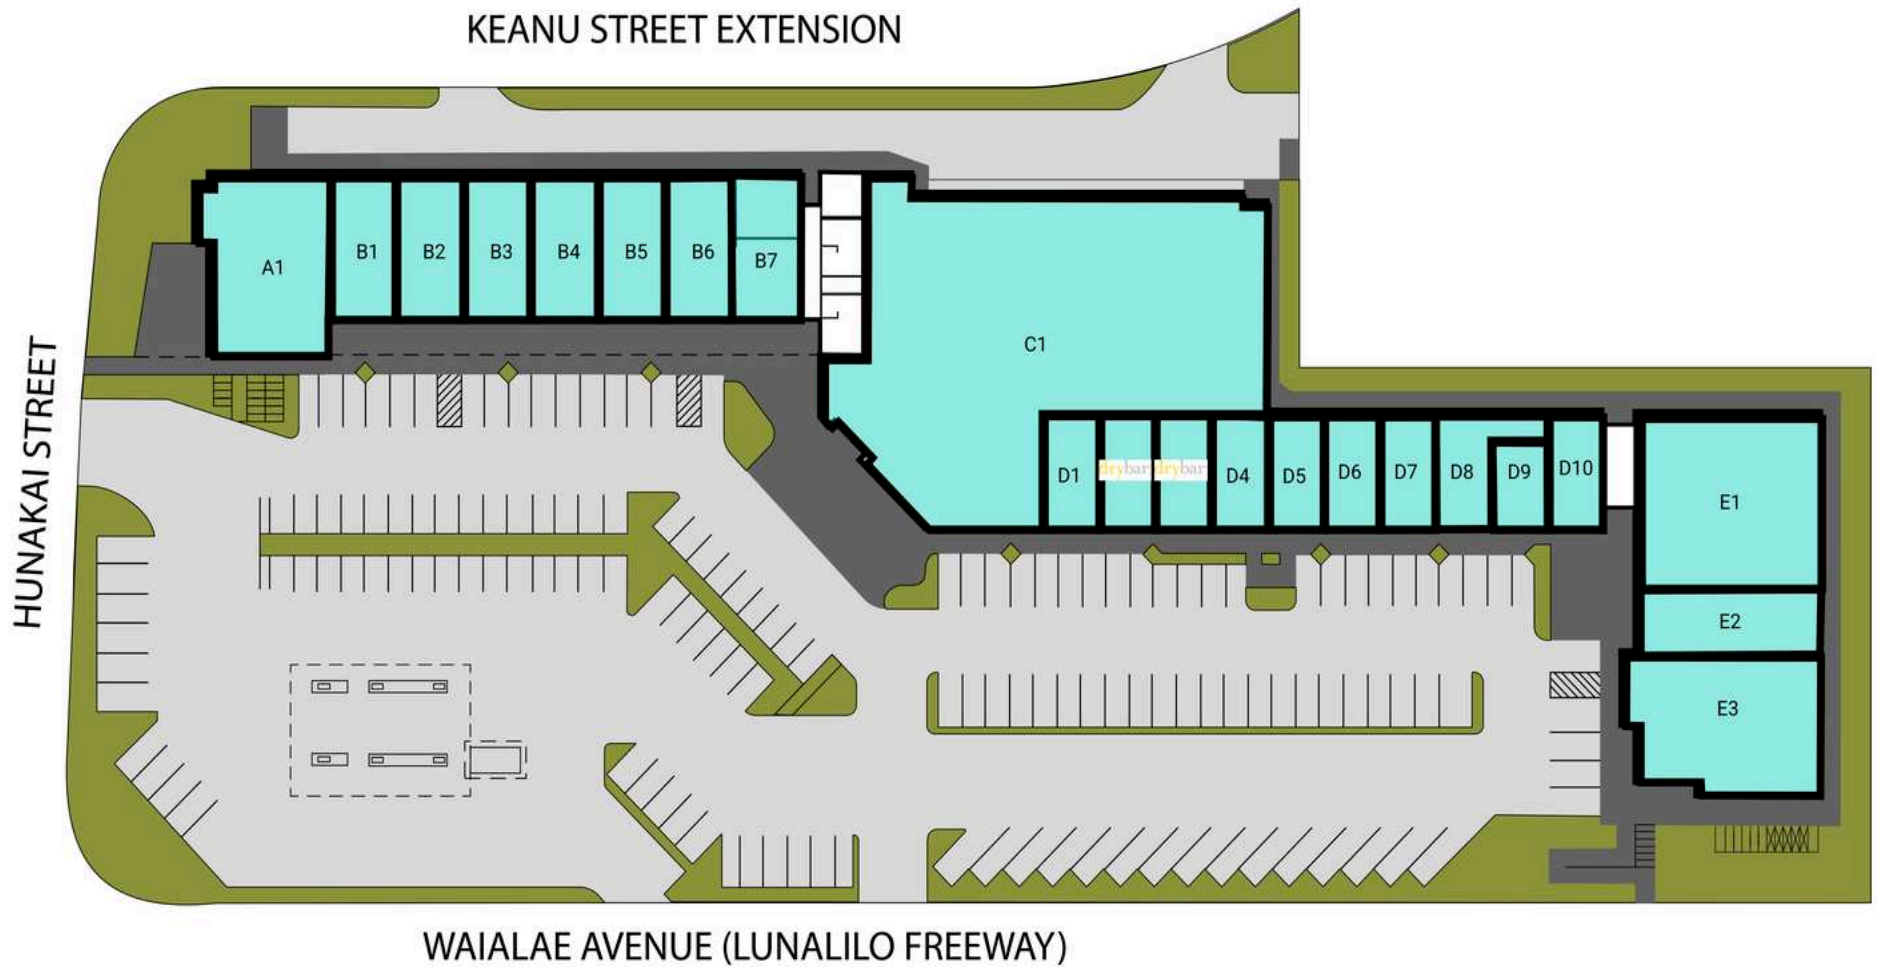 KEANU STREET EXTENSION
A1
B1
B2
B3
B4
B5
B6
B7
C1
HUNAKAI STREET
D1
drybar
drybar
D4
D5
D6
D7
D8
D9
D10
E1
E2
E3
WAIALAE AVENUE (LUNALILO FREEWAY)